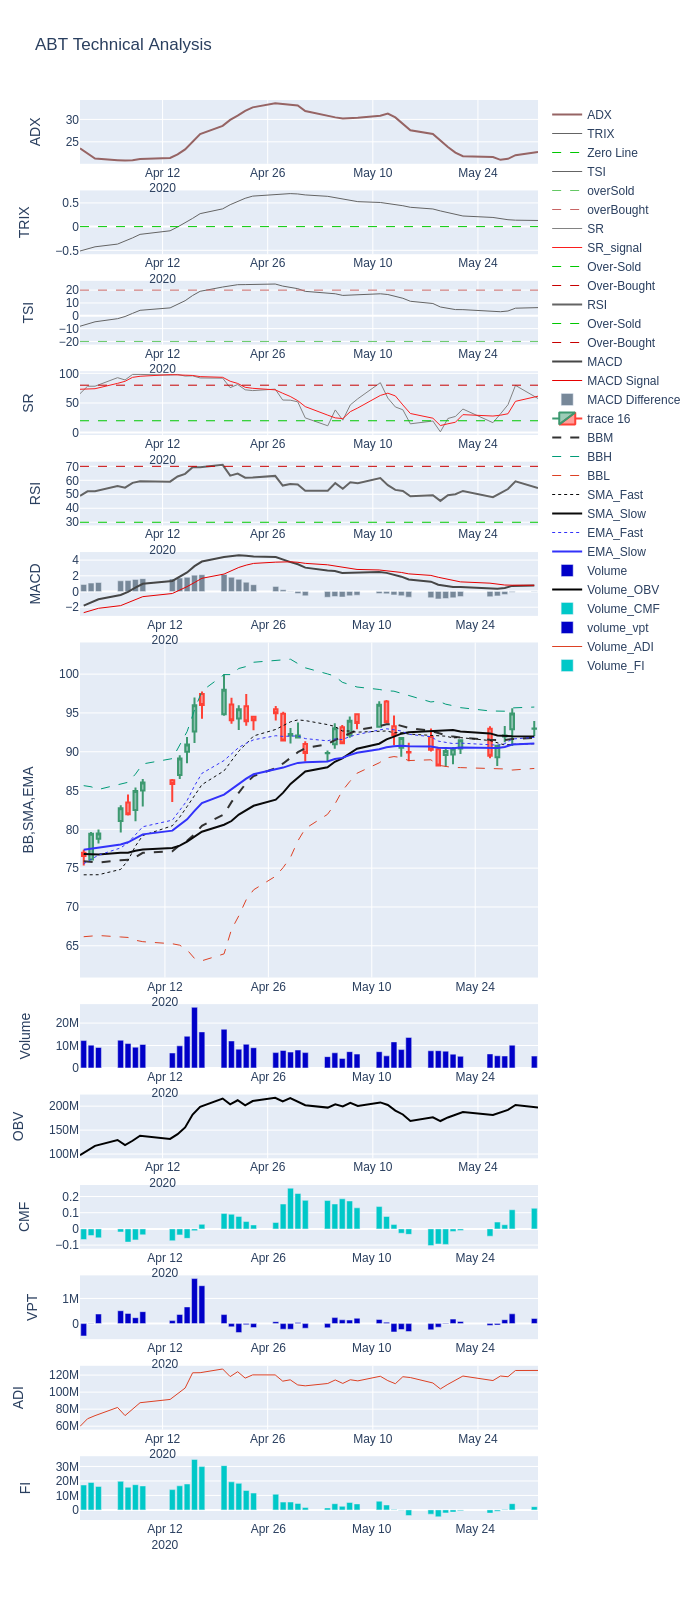 ABT Technical Analysis
ADX
30
25
Apr 12
2020
Apr 26
May 10
May 24
TRIX
0.5
0
−0.5
Apr 12
2020
Apr 26
May 10
May 24
TSI
20
10
0
−10
−20
Apr 12
2020
Apr 26
May 10
May 24
SR
100
50
0
Apr 12
2020
Apr 26
May 10
May 24
RSI
70
60
50
40
30
Apr 12
2020
Apr 26
May 10
May 24
MACD
4
2
0
−2
Apr 12
2020
Apr 26
May 10
May 24
BB,SMA,EMA
100
95
90
85
80
75
70
65
Apr 12
2020
Apr 26
May 10
May 24
Volume
20M
10M
0
Apr 12
2020
Apr 26
May 10
May 24
OBV
200M
150M
100M
Apr 12
2020
Apr 26
May 10
May 24
CMF
0.2
0.1
0
−0.1
Apr 12
2020
Apr 26
May 10
May 24
VPT
1M
0
Apr 12
2020
Apr 26
May 10
May 24
ADI
120M
100M
80M
60M
Apr 12
2020
Apr 26
May 10
May 24
FI
30M
20M
10M
0
Apr 12
2020
Apr 26
May 10
May 24
ADX
TRIX
Zero Line
TSI
overSold
overBought
SR
SR_signal
Over-Sold
Over-Bought
RSI
Over-Sold
Over-Bought
MACD
MACD Signal
MACD Difference
trace 16
BBM
BBH
BBL
SMA_Fast
SMA_Slow
EMA_Fast
EMA_Slow
Volume
Volume_OBV
Volume_CMF
volume_vpt
Volume_ADI
Volume_FI